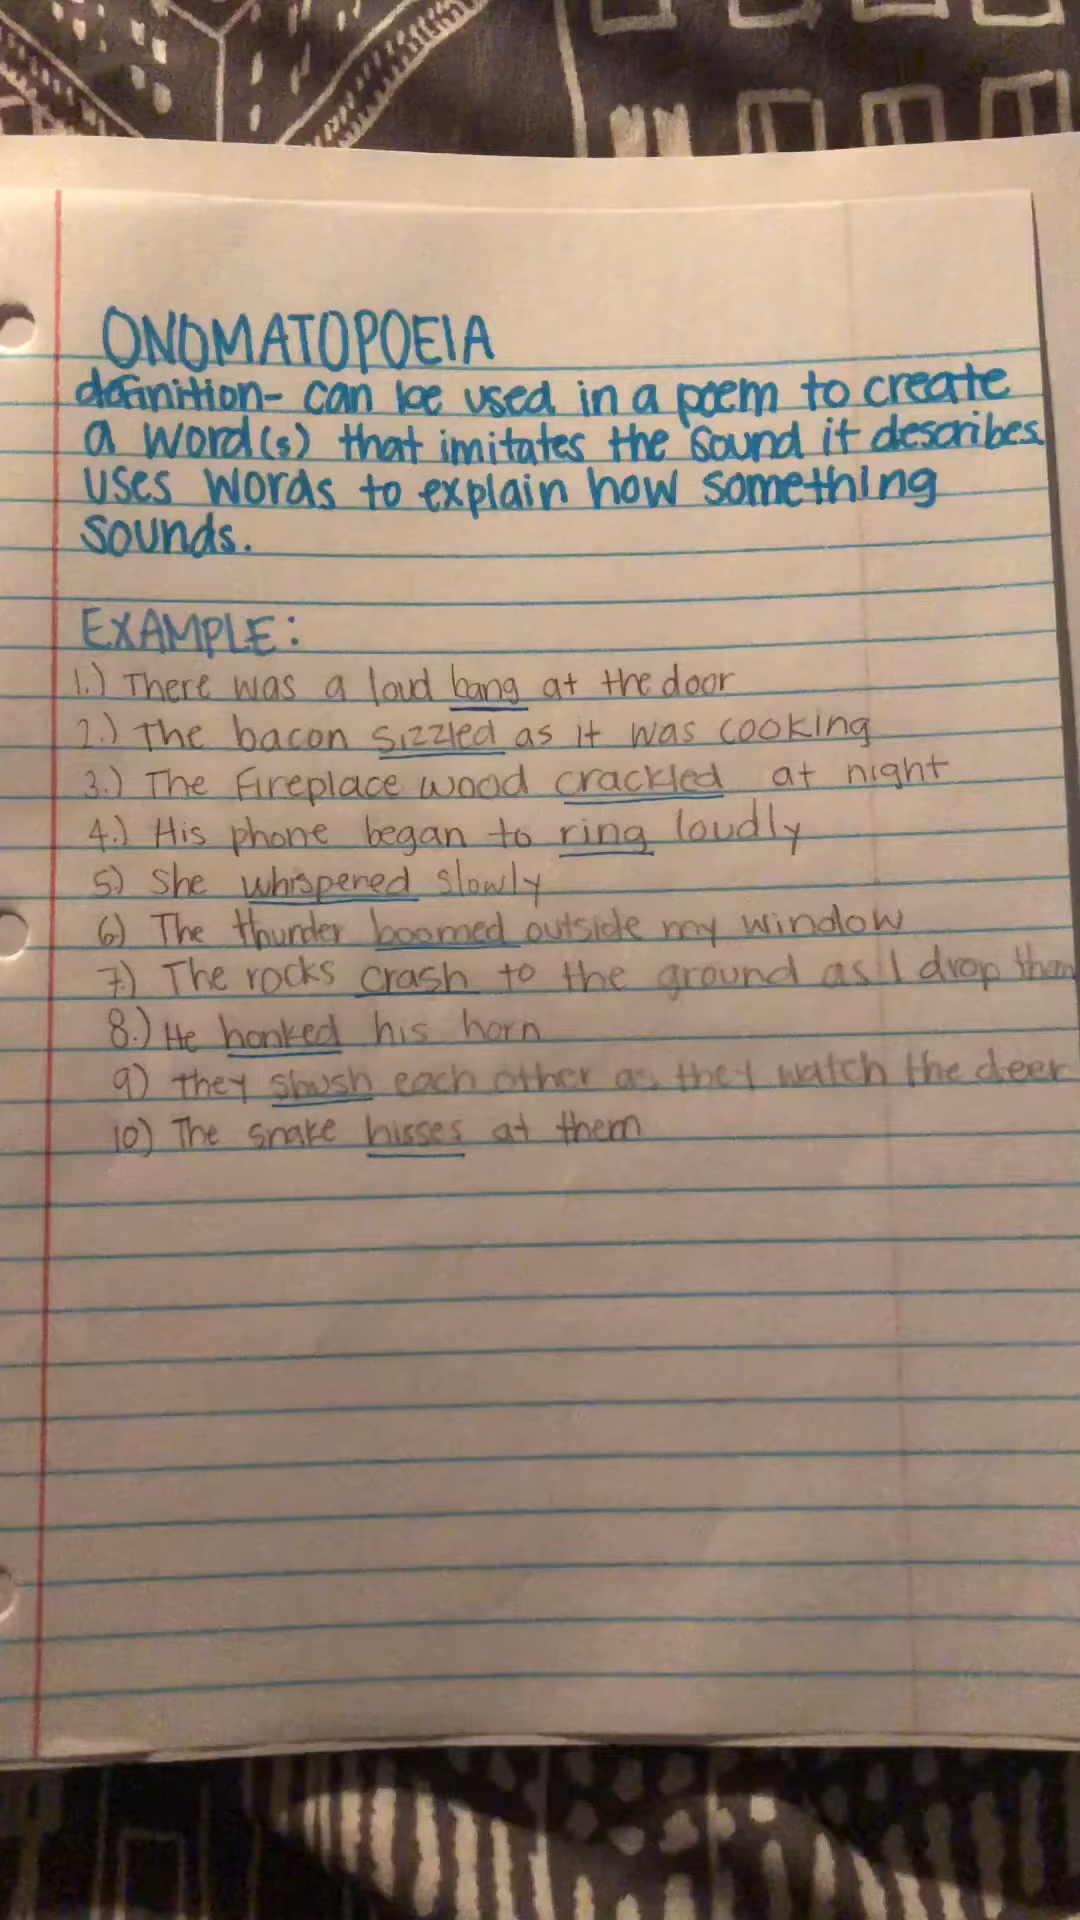 ONOMATOPOEIA
definition- can be used in a poem to create
a word(s) that imitates the sound it describes
uses words to explain how something
sounds.
EXAMPLE:
1.) There was a loud bang at the door
2.) The bacon sizzled as it was cooking
3.) The fireplace wood crackled at night
4.) His phone began to ring loudly
5) She whispered slowly
6) The thunder boomed outside my window
7) The rocks crash to the ground as I drop them
8.) He honked his horn
9) they shush each other as they watch the deer
10) The snake hisses at them